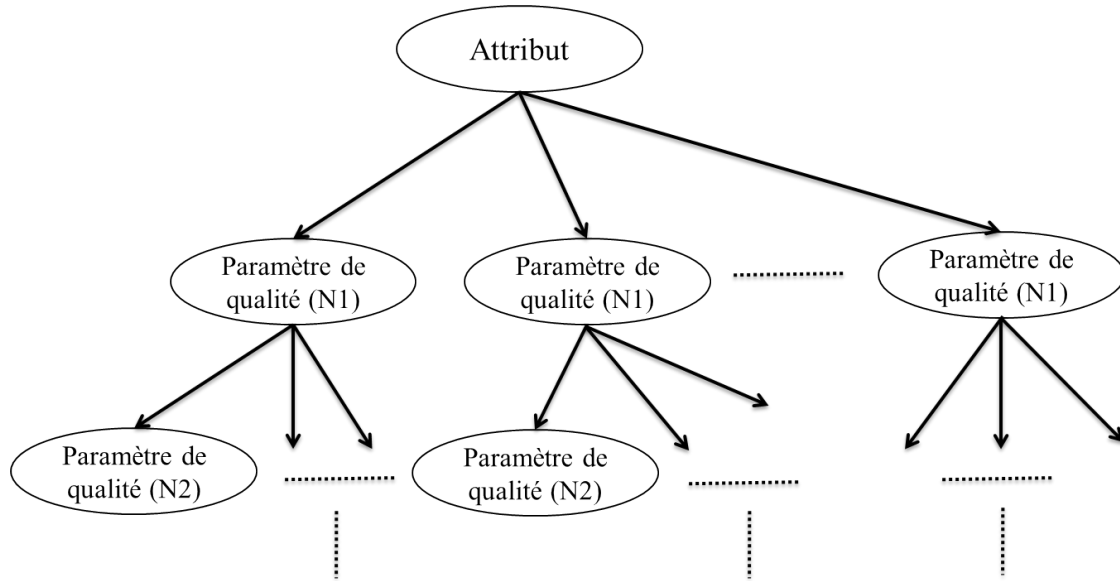 Attribut
Paramètre de
qualité (N1)
Paramètre de
qualité (N1)
Paramètre de
qualité (N1)
Paramètre de
qualité (N2)
Paramètre de
qualité (N2)